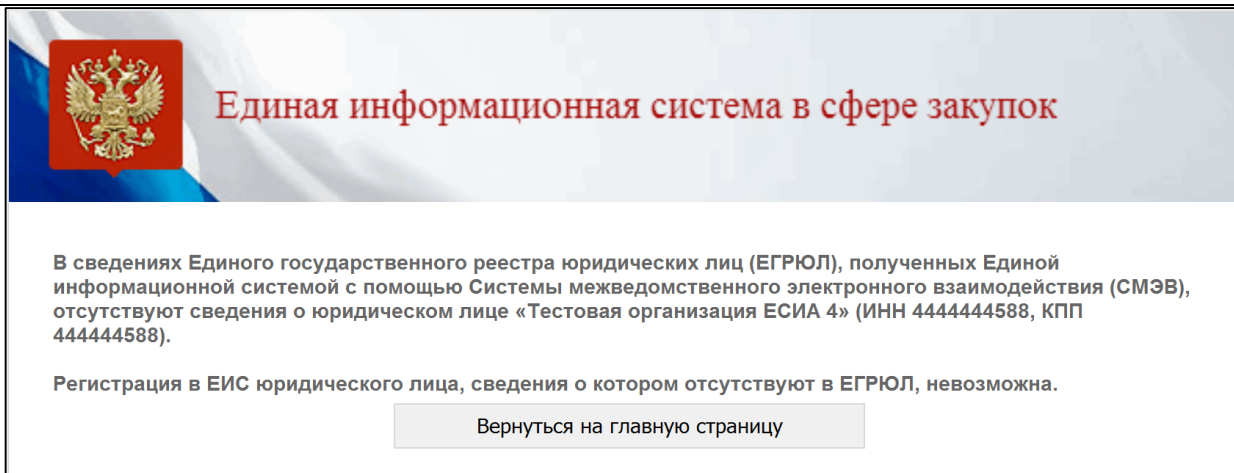 Единая информационная система в сфере закупок
В сведениях Единого государственного реестра юридических лиц (ЕГРЮЛ), полученных Единой
информационной системой с помощью Системы межведомственного электронного взаимодействия (СМЭВ),
отсутствуют сведения о юридическом лице «Тестовая организация ЕСИА 4» (ИНН 4444444588, КПП
444444588).
Регистрация в ЕИС юридического лица, сведения о котором отсутствуют в ЕГРЮЛ, невозможна.
Вернуться на главную страницу